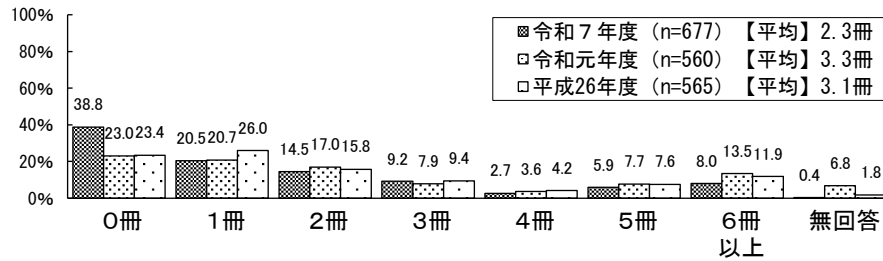 100%
80%
60%
40%
20%
0%
令和７年度 (n=677) 【平均】2.3冊
令和元年度 (n=560) 【平均】3.3冊
平成26年度 (n=565) 【平均】3.1冊
38.8 23.0 23.4
20.5 20.7 26.0
14.5 17.0 15.8
9.2 7.9 9.4
2.7 3.6 4.2
5.9 7.7 7.6
8.0 13.5 11.9
0.4 6.8 1.8
０冊 １冊 ２冊 ３冊 ４冊 ５冊 ６冊 無回答
以上